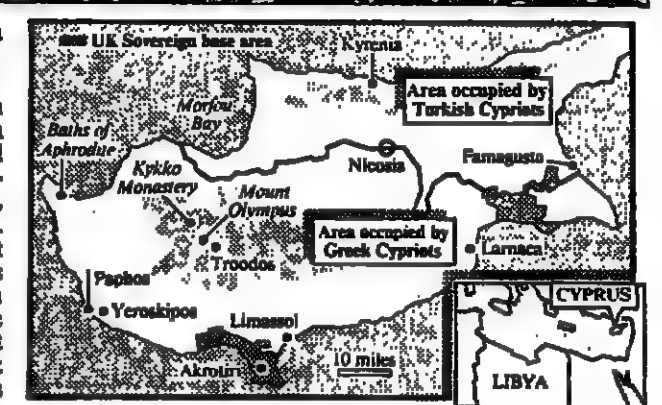 UK Sovereign base area
Kyrenia
Area occupied by
Turkish Cypriots
Morfou
Bay
Baths of
Aphrodite
Nicosia
Famagusta
Kykko
Monastery
Mount
Olympus
Area occupied by
Greek Cypriots
Larnaca
Troodos
Paphos
Yeroskipos
Limassol
Akrotiri
10 miles
CYPRUS
LIBYA